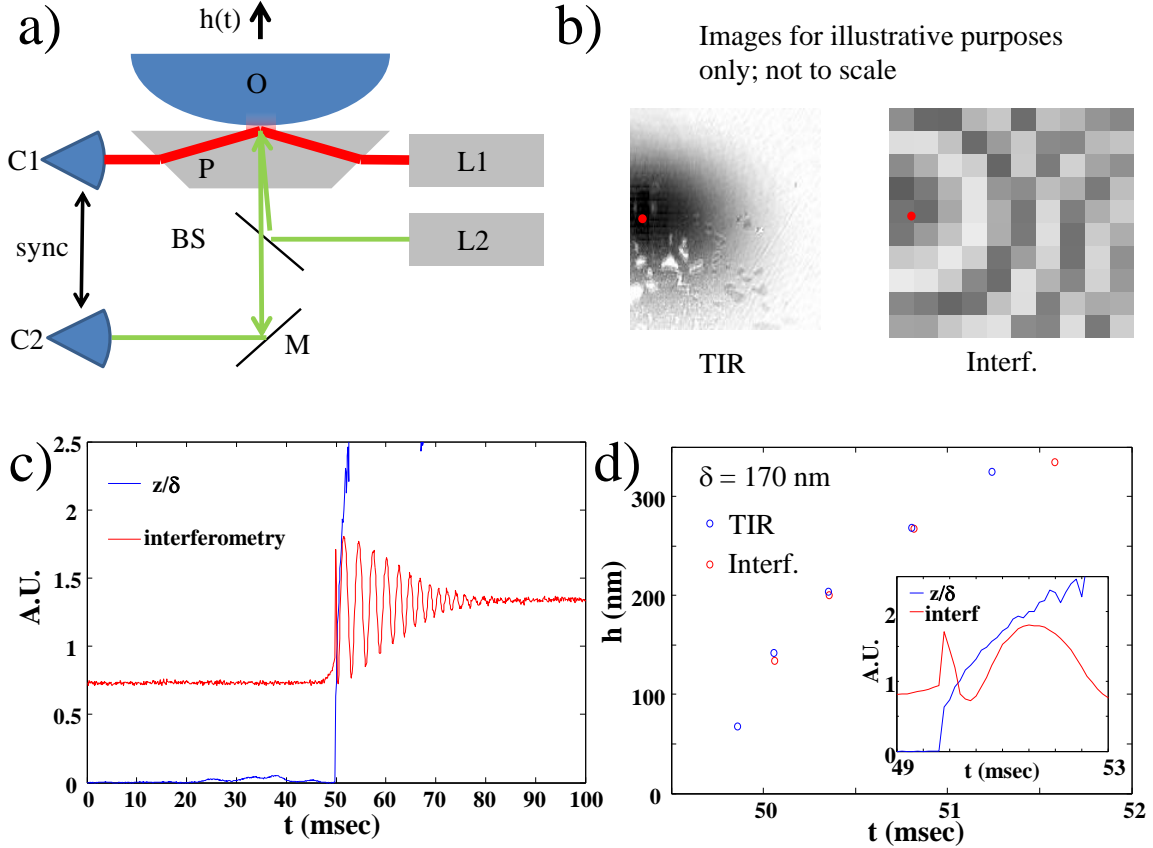 a)
h(t)
O
C1
P
L1
sync
BS
L2
C2
M
b)
Images for illustrative purposes
only; not to scale
TIR
Interf.
c)
2.5
2
1.5
1
0.5
0
A.U.
z/δ
interferometry
0 10 20 30 40 50 60 70 80 90 100
t (msec)
d)
δ = 170 nm
TIR
Interf.
300
200
100
0
h (nm)
50 51 52
t (msec)
z/δ
interf
2
1
0
A.U.
49 53
t (msec)